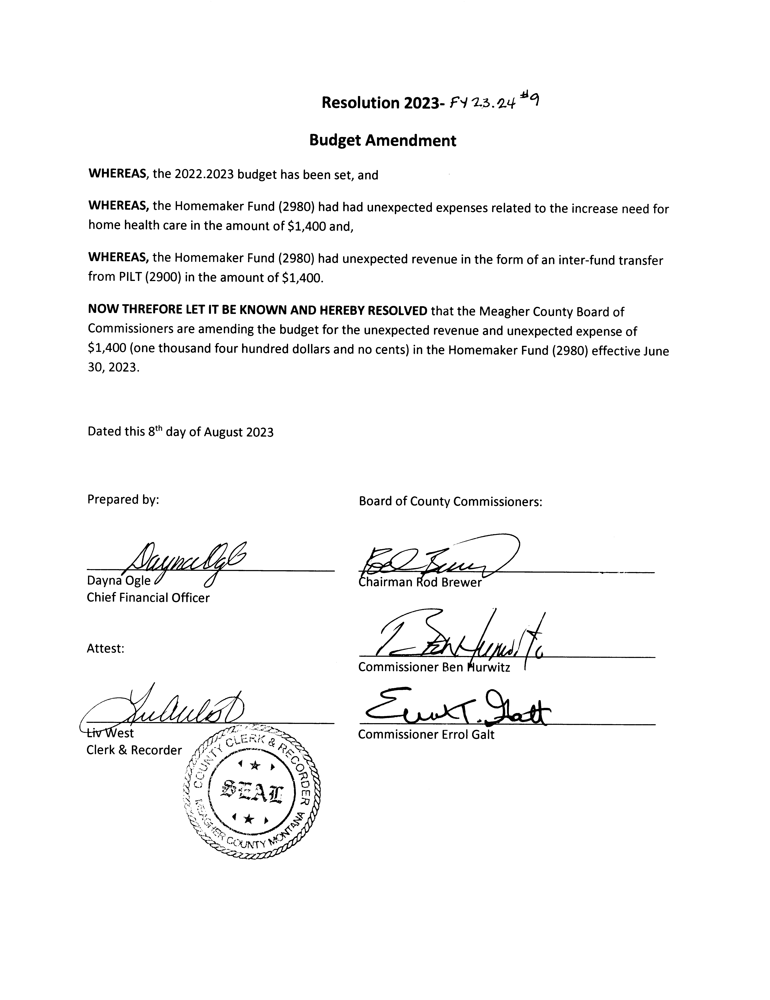 Resolution 2023- FY 23.24 #9
Budget Amendment
WHEREAS, the 2022.2023 budget has been set, and
WHEREAS, the Homemaker Fund (2980) had had unexpected expenses related to the increase need for
home health care in the amount of $1,400 and,
WHEREAS, the Homemaker Fund (2980) had unexpected revenue in the form of an inter-fund transfer
from PILT (2900) in the amount of $1,400.
NOW THREFORE LET IT BE KNOWN AND HEREBY RESOLVED that the Meagher County Board of
Commissioners are amending the budget for the unexpected revenue and unexpected expense of
$1,400 (one thousand four hundred dollars and no cents) in the Homemaker Fund (2980) effective June
30, 2023.
Dated this 8th day of August 2023
Prepared by:
Board of County Commissioners:
Dayna Ogle
Dayna Ogle
Chief Financial Officer
Rod Brewer
Chairman Rod Brewer
Attest:
Ben Hurwitz
Commissioner Ben Hurwitz
Liv West
Liv West
Clerk & Recorder
Errol T. Galt
Commissioner Errol Galt
COUNTY CLERK & RECORDER
SEAL
MEAGHER COUNTY MONTANA